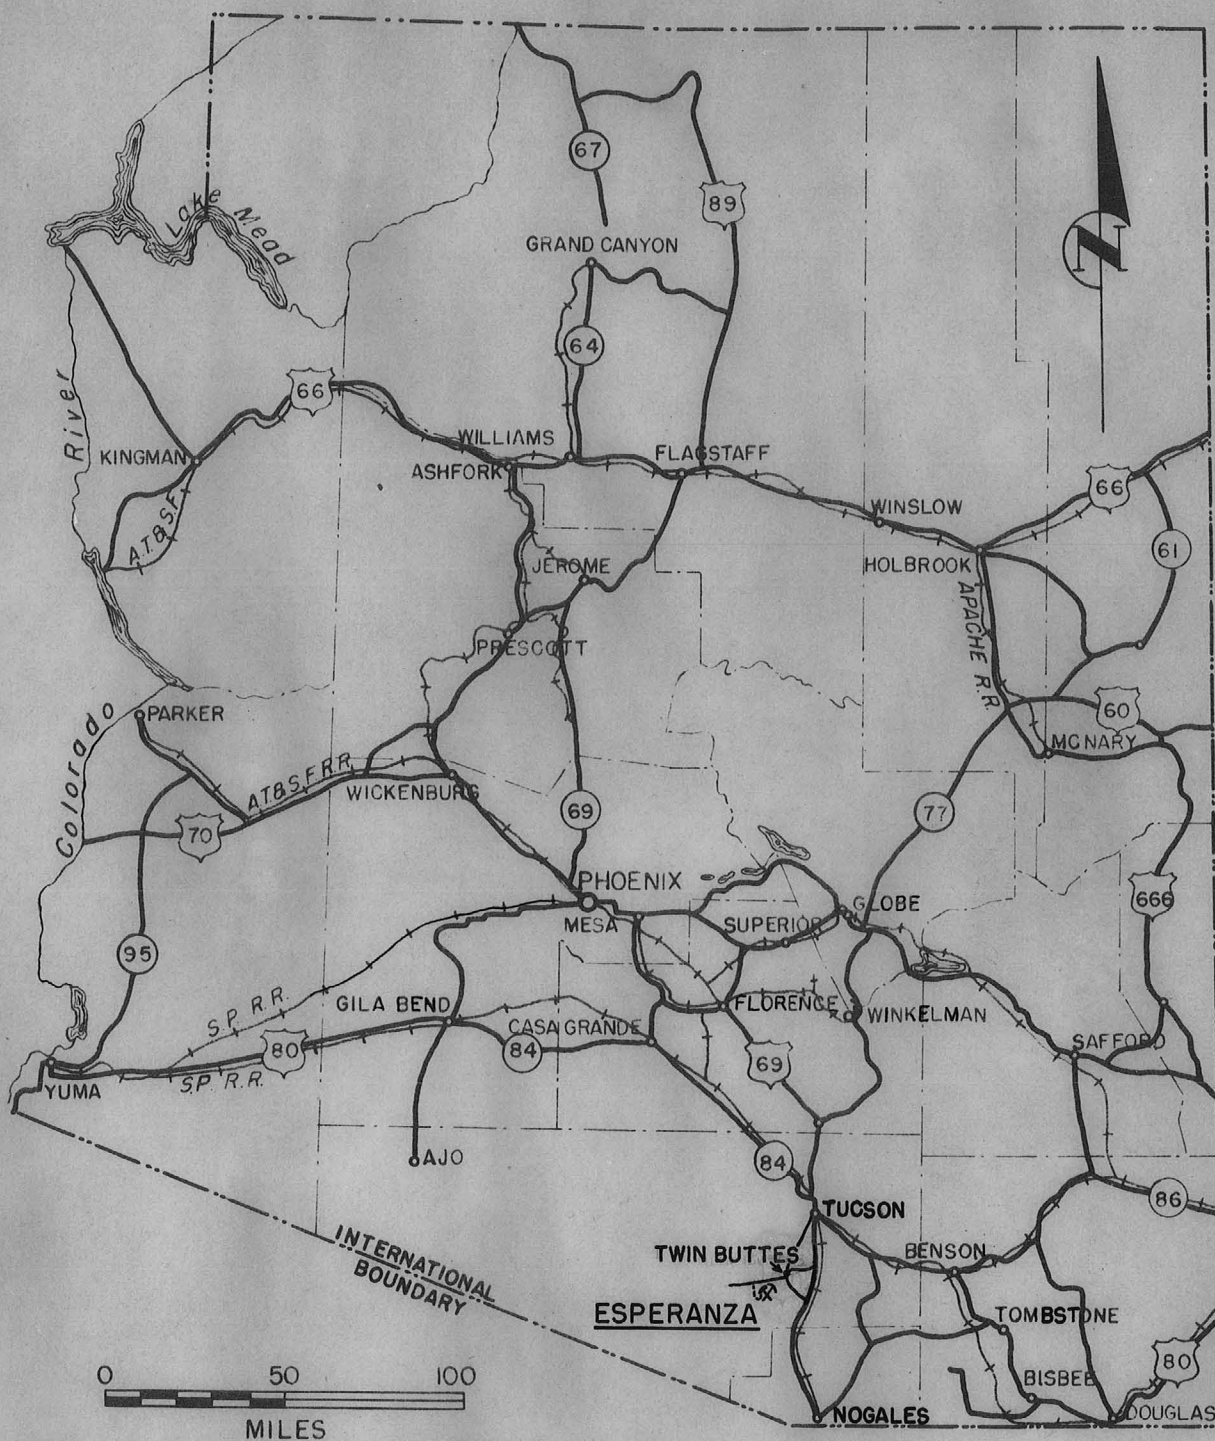 67
89
Lake Mead
GRAND CANYON
N
64
River
66
WILLIAMS
FLAGSTAFF
KINGMAN
ASHFORK
66
A.T.&S.F.
WINSLOW
61
HOLBROOK
JEROME
APACHE R.R.
PRESCOTT
Colorado
PARKER
60
MCNARY
A.T.&S.F.R.R.
WICKENBURG
70
69
77
PHOENIX
666
GLOBE
MESA
SUPERIOR
95
S.P. R.R.
GILA BEND
FLORENCE
WINKELMAN
CASA GRANDE
80
84
SAFFORD
69
S.P. R.R.
YUMA
AJO
84
86
TUCSON
INTERNATIONAL
BOUNDARY
TWIN BUTTES
BENSON
ESPERANZA
TOMBSTONE
80
0 50 100
MILES
BISBEE
NOGALES
DOUGLAS